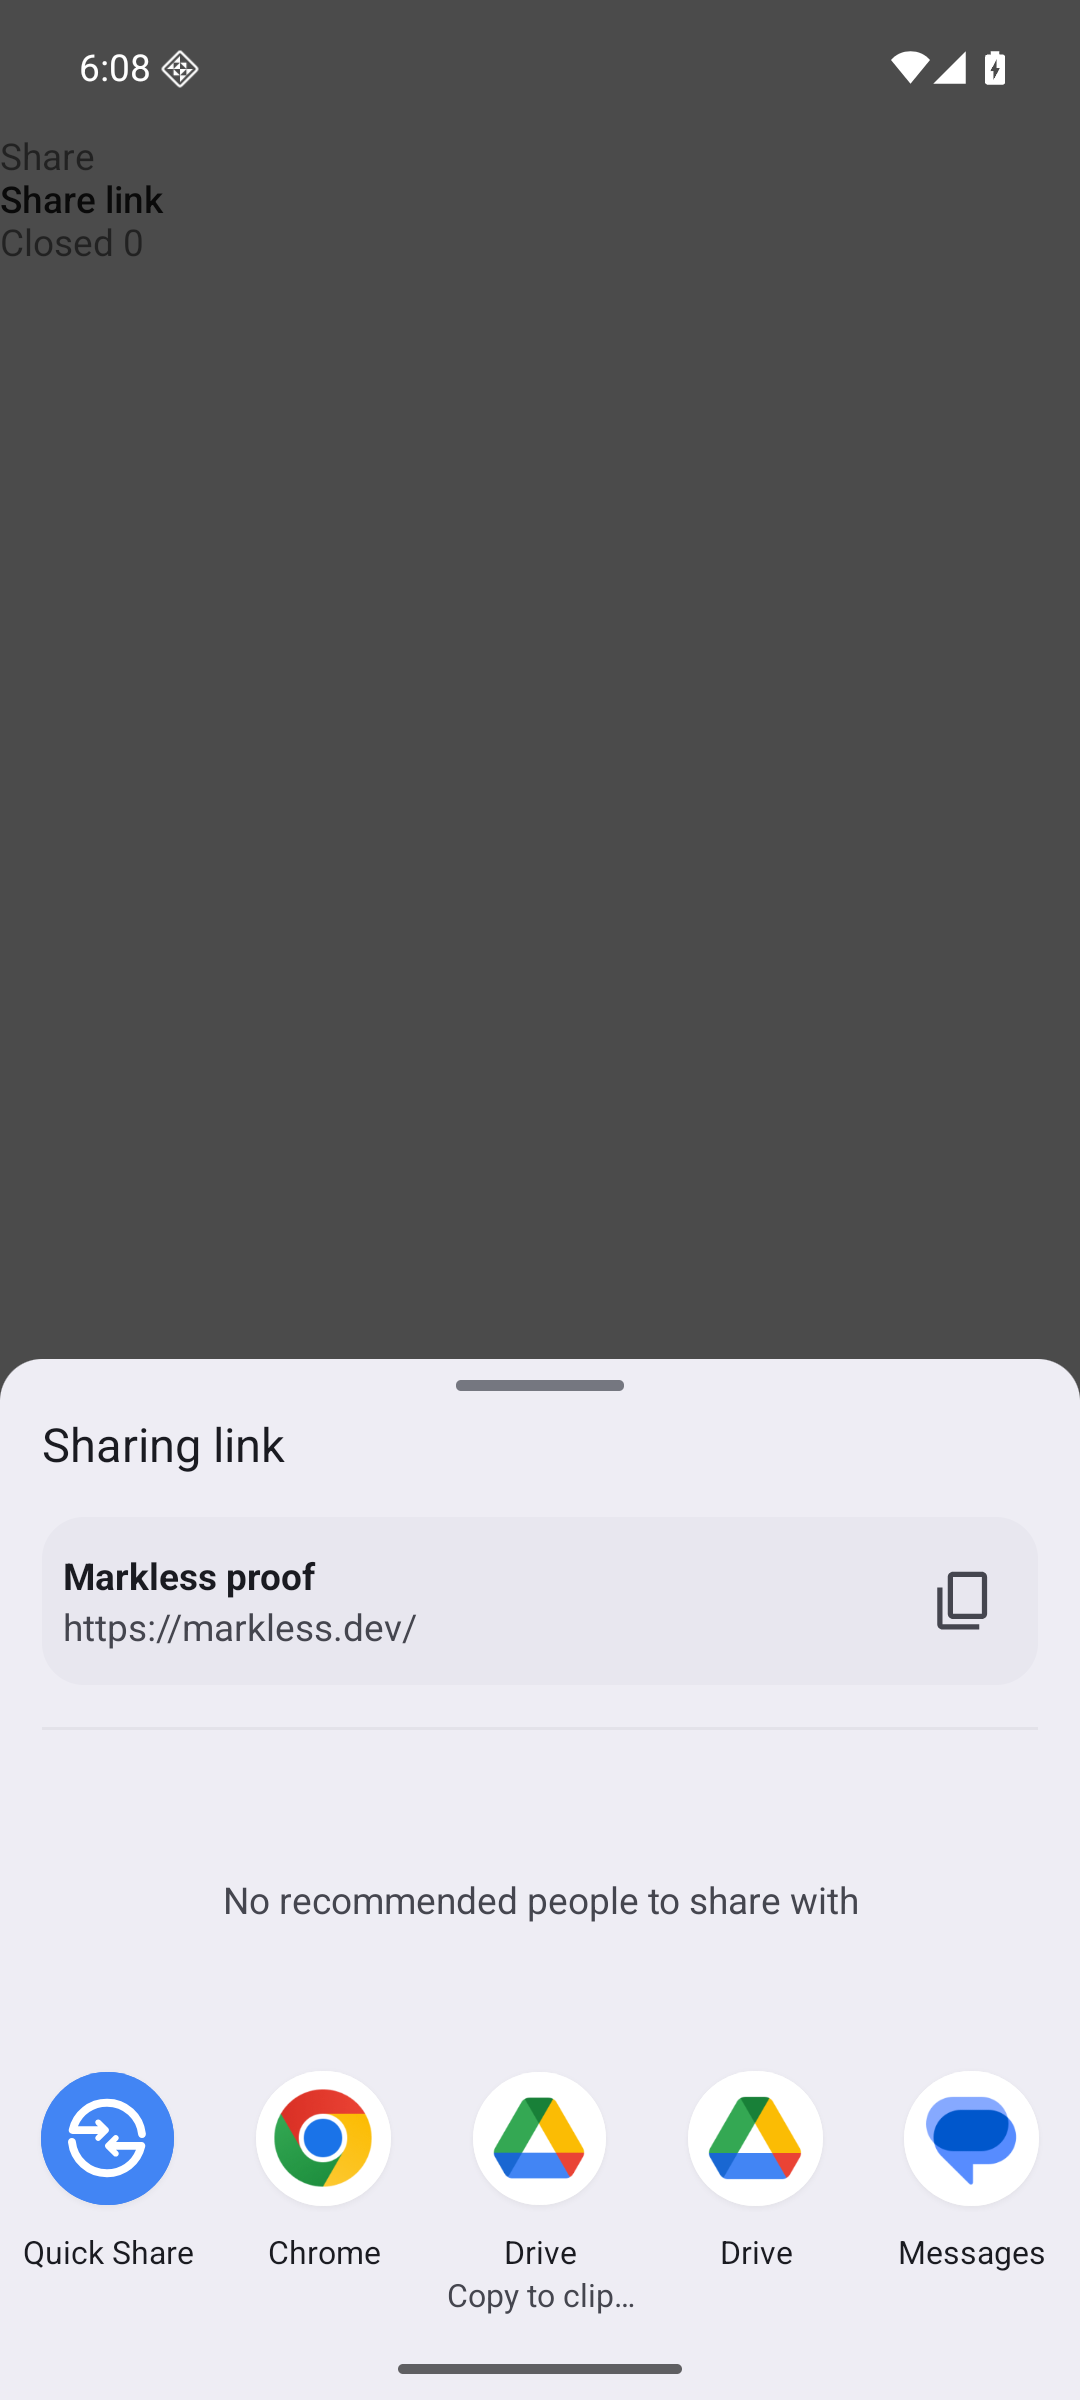 6:08
Share
Share link
Closed 0
Sharing link
Markless proof
https://markless.dev/
No recommended people to share with
Quick Share
Chrome
Drive
Copy to clip…
Drive
Messages